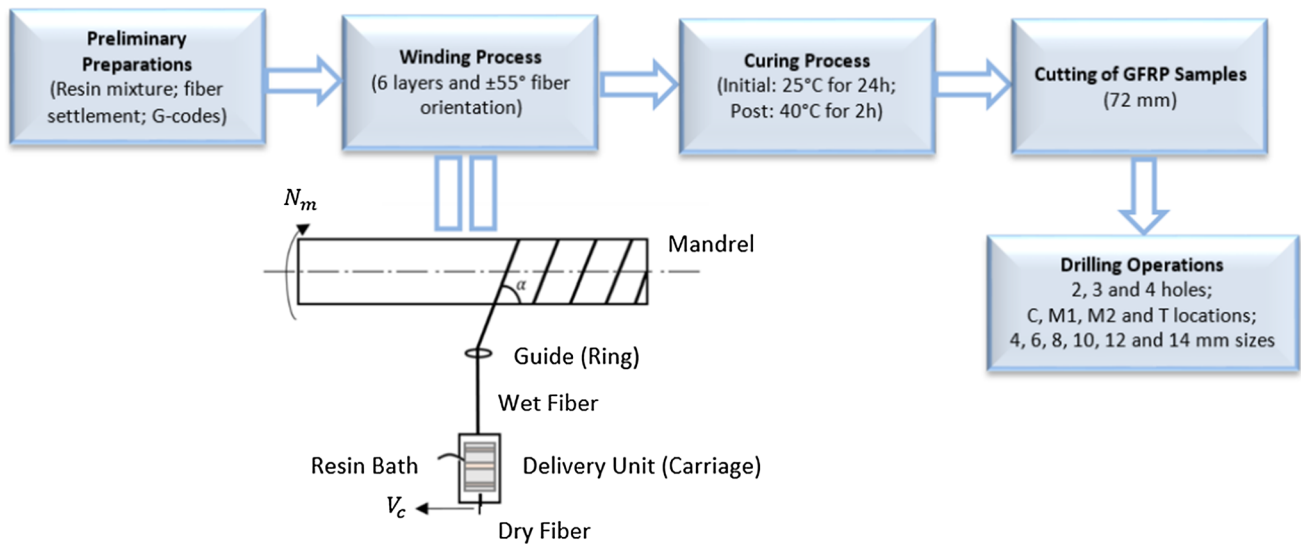 Preliminary
Preparations
(Resin mixture; fiber
settlement; G-codes)
Winding Process
(6 layers and ±55° fiber
orientation)
Curing Process
(Initial: 25°C for 24h;
Post: 40°C for 2h)
Cutting of GFRP Samples
(72 mm)
Drilling Operations
2, 3 and 4 holes;
C, M1, M2 and T locations;
4, 6, 8, 10, 12 and 14 mm sizes
N_m
Mandrel
α
Guide (Ring)
Wet Fiber
Resin Bath
Delivery Unit (Carriage)
V_c
Dry Fiber